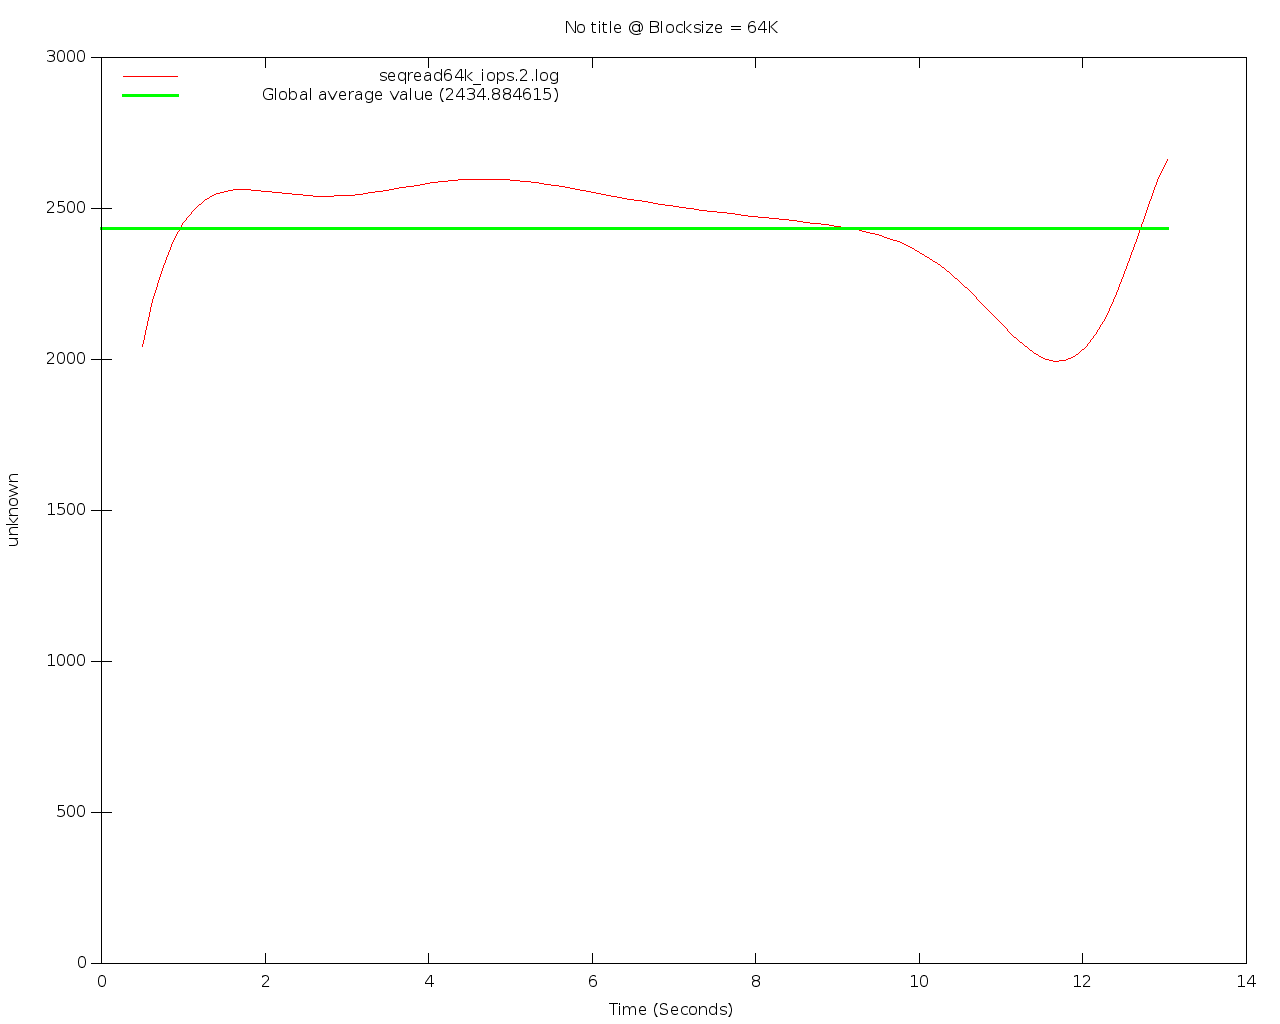 No title @ Blocksize = 64K
seqread64k_iops.2.log
Global average value (2434.884615)
3000
2500
2000
1500
1000
500
0
unknown
0 2 4 6 8 10 12 14
Time (Seconds)